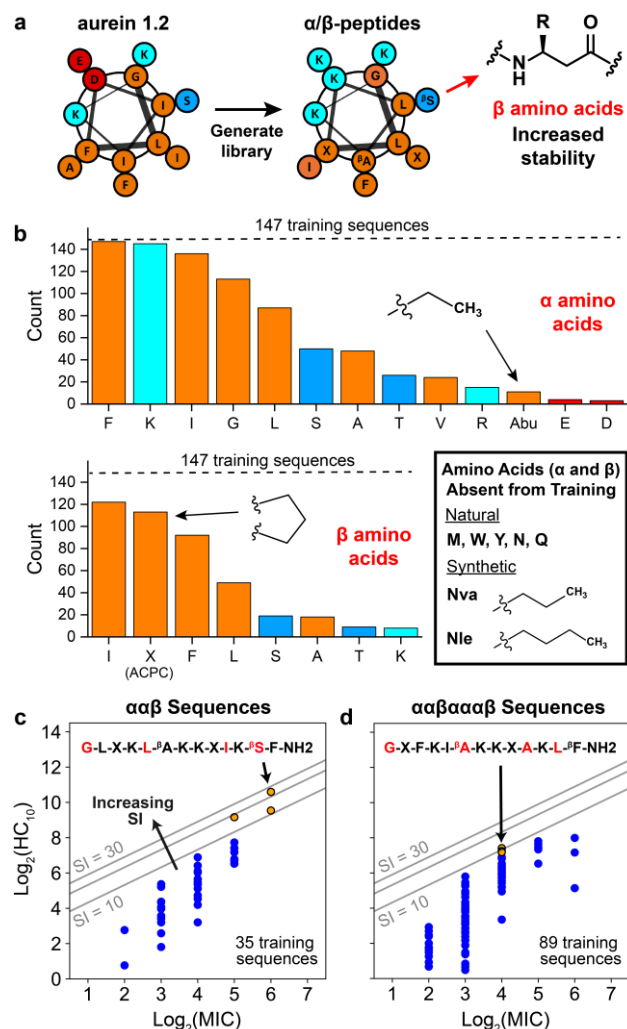 a
aurein 1.2
E
D
K
G
K
I
S
L
I
I
F
F
A
Generate
library
α/β-peptides
K
K
K
G
L
βS
L
X
βA
F
X
I
R
O
N
H
β amino acids
Increased
stability
b
147 training sequences
Count
140
120
100
80
60
40
20
0
CH3
α amino
acids
F K I G L S A T V R Abu E D
147 training sequences
Count
140
120
100
80
60
40
20
0
β amino
acids
I X F L S A T K
(ACPC)
Amino Acids (α and β)
Absent from Training
Natural
M, W, Y, N, Q
Synthetic
Nva CH3
Nle CH3
c
ααβ Sequences
Log2(HC10)
14
12
10
8
6
4
2
0
G-L-X-K-L-βA-K-K-X-I-K-βS-F-NH2
Increasing
SI
SI = 30
SI = 10
35 training
sequences
1 2 3 4 5 6 7
Log2(MIC)
d
ααβαααβ Sequences
G-X-F-K-I-βA-K-K-X-A-K-L-βF-NH2
SI = 30
SI = 10
89 training
sequences
1 2 3 4 5 6 7
Log2(MIC)